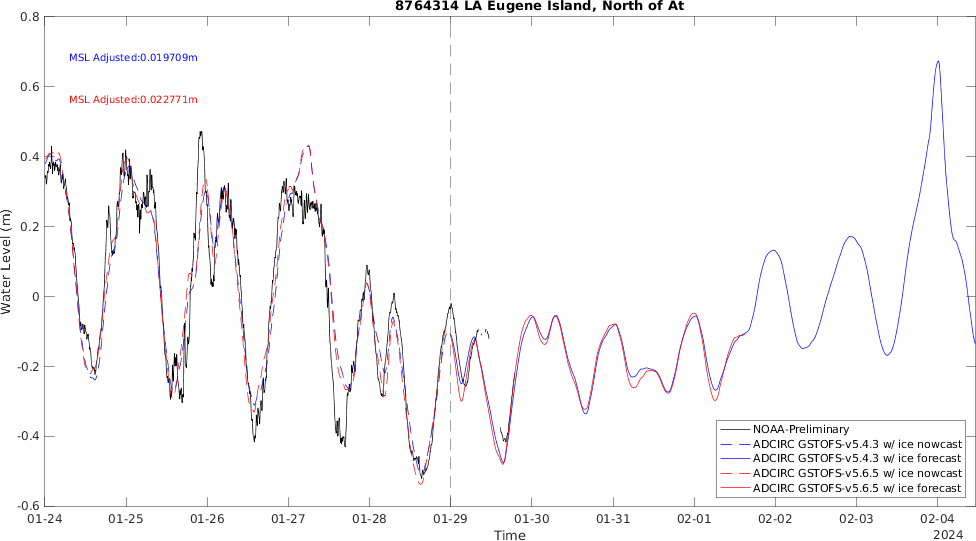 8764314 LA Eugene Island, North of At
MSL Adjusted:0.019709m
MSL Adjusted:0.022771m
Water Level (m)
0.8
0.6
0.4
0.2
0
-0.2
-0.4
-0.6
NOAA-Preliminary
ADCIRC GSTOFS-v5.4.3 w/ ice nowcast
ADCIRC GSTOFS-v5.4.3 w/ ice forecast
ADCIRC GSTOFS-v5.6.5 w/ ice nowcast
ADCIRC GSTOFS-v5.6.5 w/ ice forecast
01-24 01-25 01-26 01-27 01-28 01-29 01-30 01-31 02-01 02-02 02-03 02-04
2024
Time